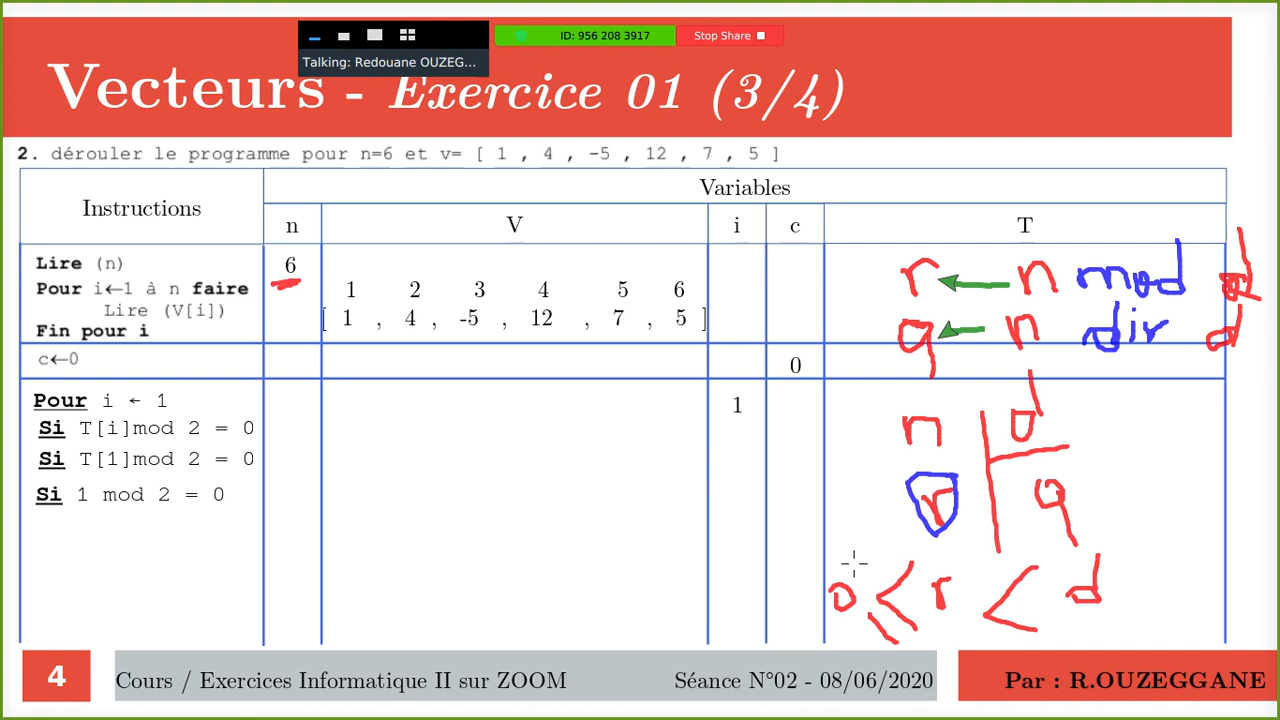 ID: 956 208 3917
Stop Share
Talking: Redouane OUZEG...
Vecteurs - Exercice 01 (3/4)
2. dérouler le programme pour n=6 et v= [ 1 , 4 , -5 , 12 , 7 , 5 ]
Instructions
Variables
n V i c T
Lire (n)
6
Pour i←1 à n faire
Lire (V[i])
Fin pour i
1 2 3 4 5 6
[ 1 , 4 , -5 , 12 , 7 , 5 ]
r ← n mod d
q ← n div d
c←0
0
Pour i ← 1
1
Si T[i]mod 2 = 0
Si T[1]mod 2 = 0
Si 1 mod 2 = 0
n d
r q
0 ≤ r < d
4
Cours / Exercices Informatique II sur ZOOM
Séance N°02 - 08/06/2020
Par : R.OUZEGGANE